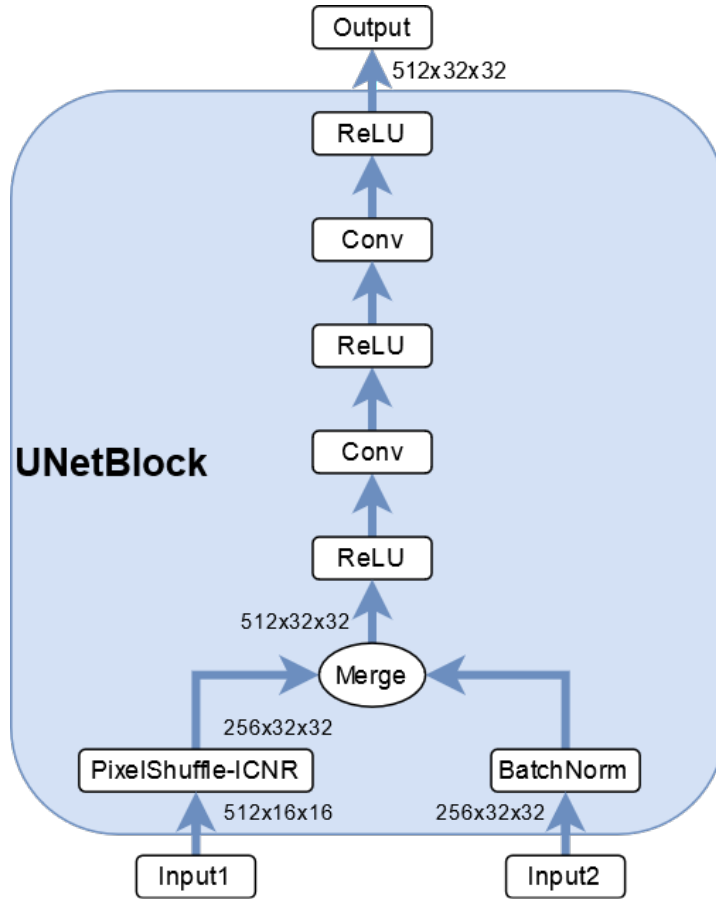 Output
512x32x32
ReLU
Conv
ReLU
Conv
UNetBlock
ReLU
512x32x32
Merge
256x32x32
PixelShuffle-ICNR
BatchNorm
512x16x16
256x32x32
Input1
Input2